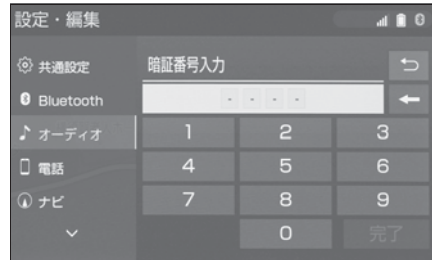 設定・編集
共通設定
暗証番号入力
Bluetooth
- - - -
オーディオ
1 2 3
電話
4 5 6
ナビ
7 8 9
0 完了